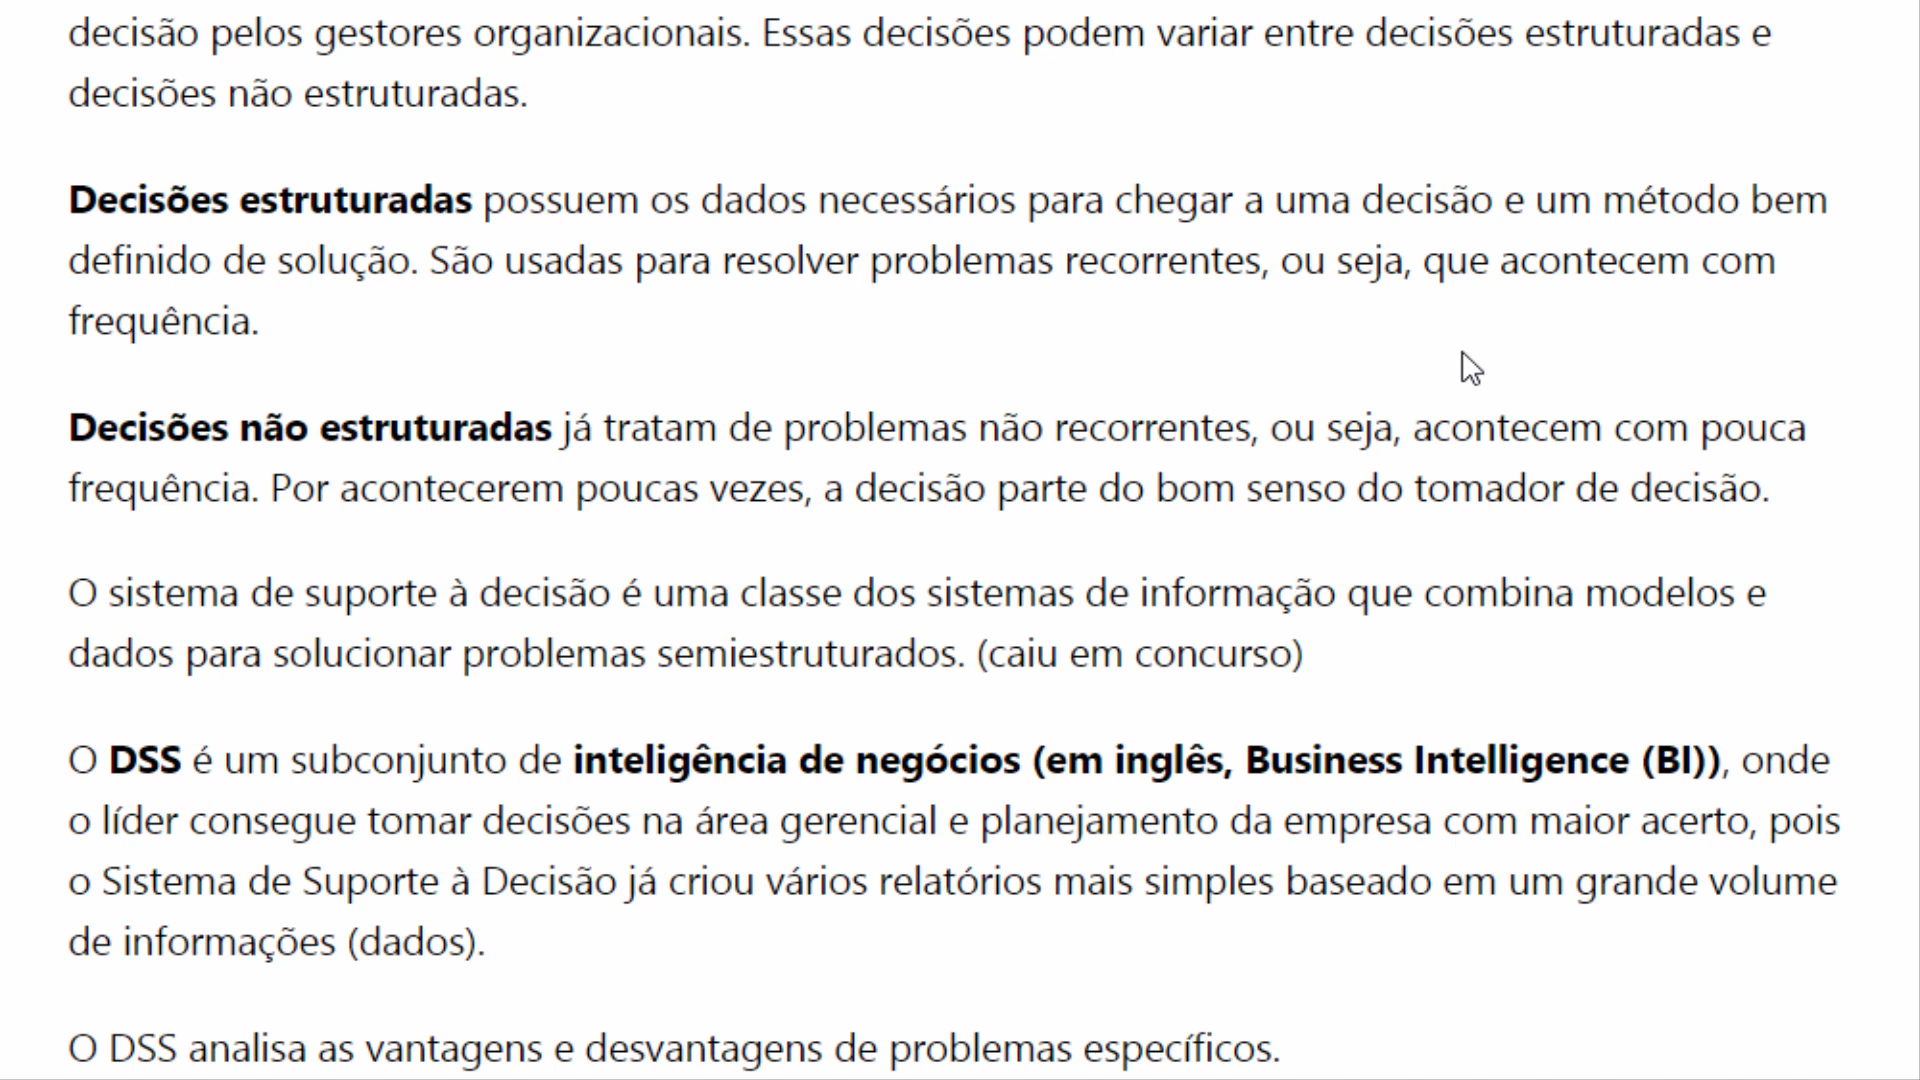 decisão pelos gestores organizacionais. Essas decisões podem variar entre decisões estruturadas e
decisões não estruturadas.
Decisões estruturadas possuem os dados necessários para chegar a uma decisão e um método bem
definido de solução. São usadas para resolver problemas recorrentes, ou seja, que acontecem com
frequência.
Decisões não estruturadas já tratam de problemas não recorrentes, ou seja, acontecem com pouca
frequência. Por acontecerem poucas vezes, a decisão parte do bom senso do tomador de decisão.
O sistema de suporte à decisão é uma classe dos sistemas de informação que combina modelos e
dados para solucionar problemas semiestruturados. (caiu em concurso)
O DSS é um subconjunto de inteligência de negócios (em inglês, Business Intelligence (BI)), onde
o líder consegue tomar decisões na área gerencial e planejamento da empresa com maior acerto, pois
o Sistema de Suporte à Decisão já criou vários relatórios mais simples baseado em um grande volume
de informações (dados).
O DSS analisa as vantagens e desvantagens de problemas específicos.